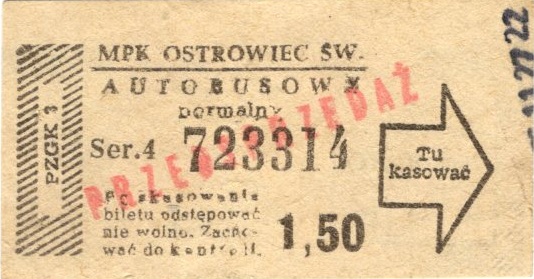 MPK OSTROWIEC ŚW.
AUTOBUSOWY
normalny
Ser. 4 723314
PRZEDSPRZEDAŻ
Po skasowaniu
biletu odstępować
nie wolno. Zacho-
wać do kontroli.
1,50
Tu
kasować
PZGK 3
22